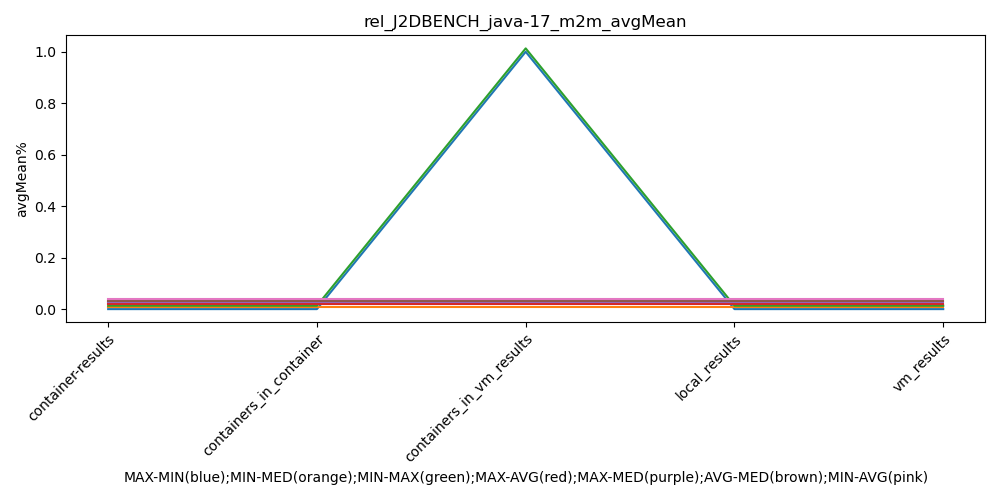 rel_J2DBENCH_java-17_m2m_avgMean
avgMean%
1.0
0.8
0.6
0.4
0.2
0.0
container-results
containers_in_container
containers_in_vm_results
local_results
vm_results
MAX-MIN(blue);MIN-MED(orange);MIN-MAX(green);MAX-AVG(red);MAX-MED(purple);AVG-MED(brown);MIN-AVG(pink)